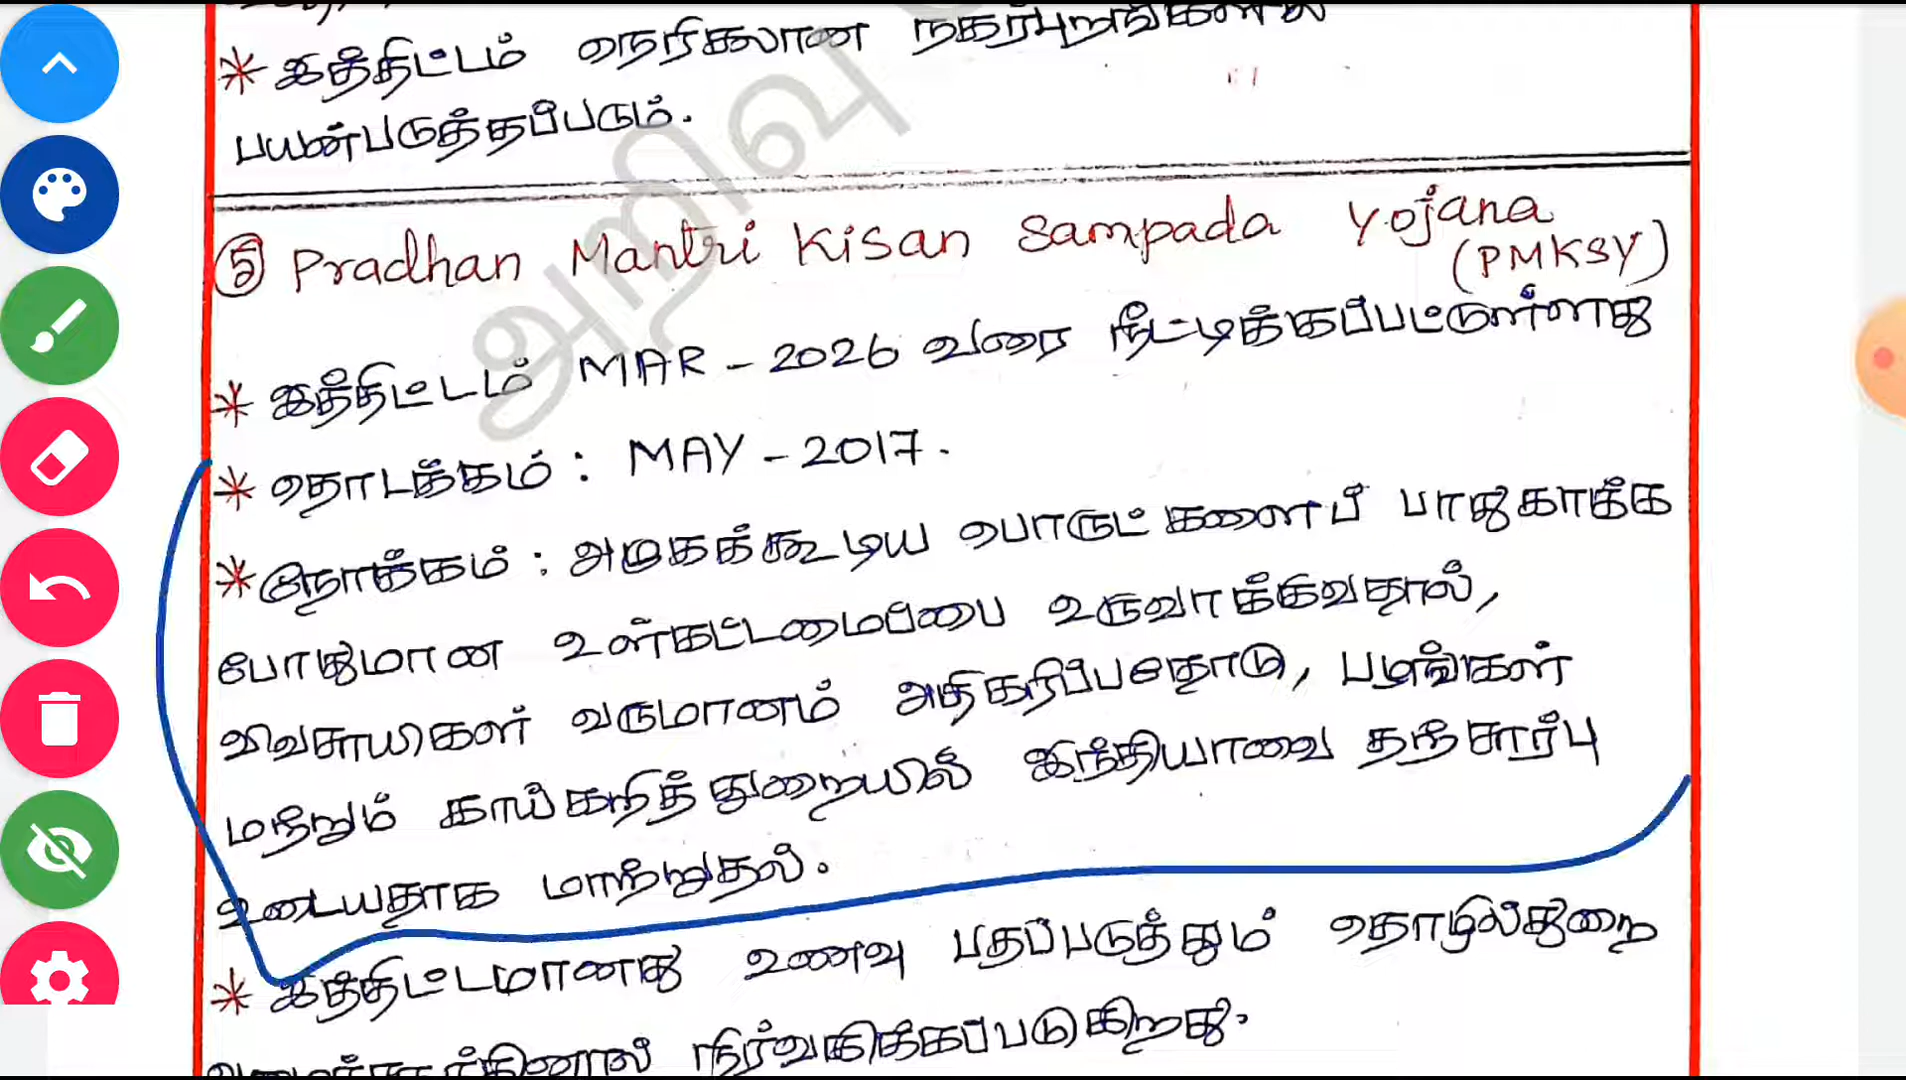 * இத்திட்டம் நெரிசலான நகர்புறங்களில்
பயன்படுத்தப்படும்.
அறிவு
⑤ Pradhan Mantri Kisan Sampada Yojana
(PMKSY)
* இத்திட்டம் MAR - 2026 வரை நீட்டிக்கப்பட்டுள்ளது
* தொடக்கம் : MAY - 2017.
* நோக்கம் : அழுகக்கூடிய பொருட்களைப் பாதுகாக்க
போதுமான உள்கட்டமைப்பை உருவாக்குவதால்,
விவசாயிகள் வருமானம் அதிகரிப்பதோடு, பழங்கள்
மற்றும் காய்கறித் துறையில் இந்தியாவை தற்சார்பு
உடையதாக மாற்றுதல்.
* இத்திட்டமானது உணவு பதப்படுத்தும் தொழில்துறை
நிர்வகிக்கப்படுகிறது.